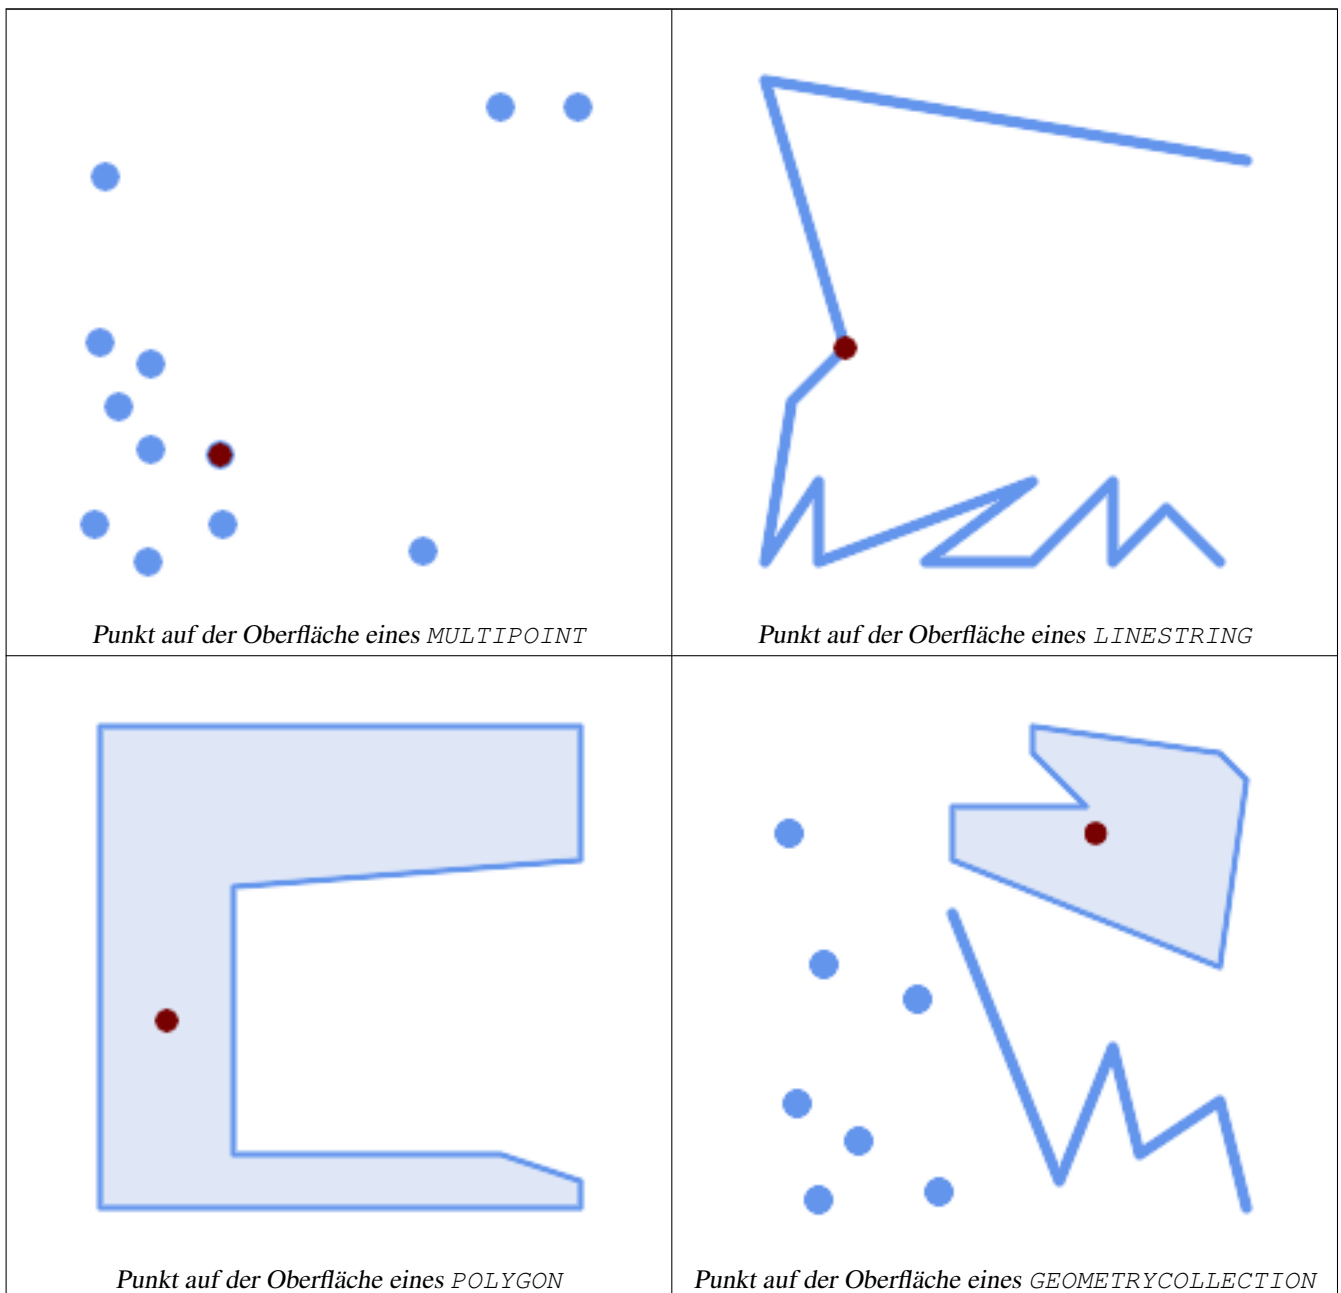 Punkt auf der Oberfläche eines MULTIPOINT
Punkt auf der Oberfläche eines LINESTRING
Punkt auf der Oberfläche eines POLYGON
Punkt auf der Oberfläche eines GEOMETRYCOLLECTION